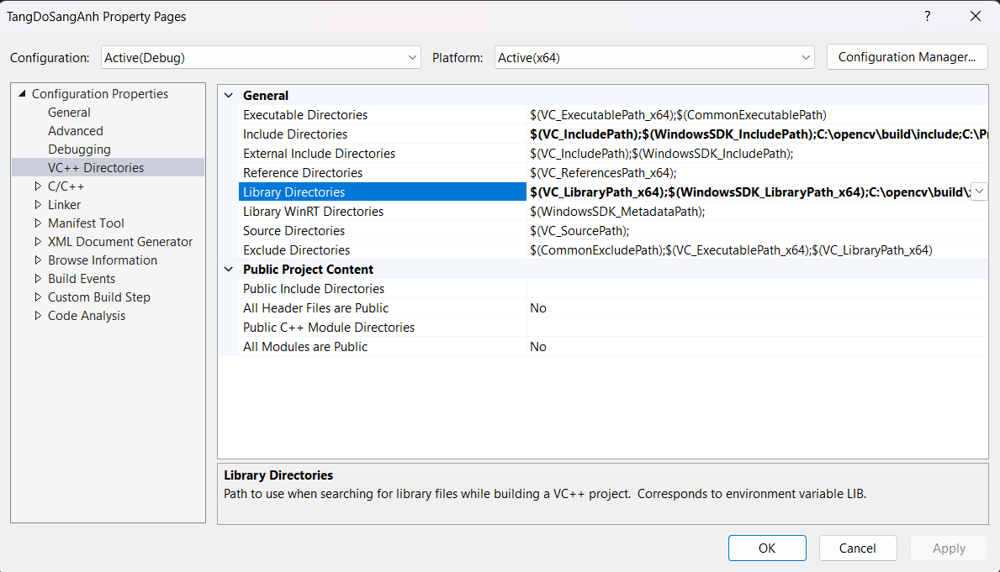 TangDoSangAnh Property Pages
?
Configuration: Active(Debug) Platform: Active(x64) Configuration Manager...
Configuration Properties
General
Advanced
Debugging
VC++ Directories
C/C++
Linker
Manifest Tool
XML Document Generator
Browse Information
Build Events
Custom Build Step
Code Analysis
General
Executable Directories $(VC_ExecutablePath_x64);$(CommonExecutablePath)
Include Directories $(VC_IncludePath);$(WindowsSDK_IncludePath);C:\opencv\build\include;C:\Pr
External Include Directories $(VC_IncludePath);$(WindowsSDK_IncludePath);
Reference Directories $(VC_ReferencesPath_x64);
Library Directories $(VC_LibraryPath_x64);$(WindowsSDK_LibraryPath_x64);C:\opencv\build\
Library WinRT Directories $(WindowsSDK_MetadataPath);
Source Directories $(VC_SourcePath);
Exclude Directories $(CommonExcludePath);$(VC_ExecutablePath_x64);$(VC_LibraryPath_x64)
Public Project Content
Public Include Directories
All Header Files are Public No
Public C++ Module Directories
All Modules are Public No
Library Directories
Path to use when searching for library files while building a VC++ project.  Corresponds to environment variable LIB.
OK Cancel Apply